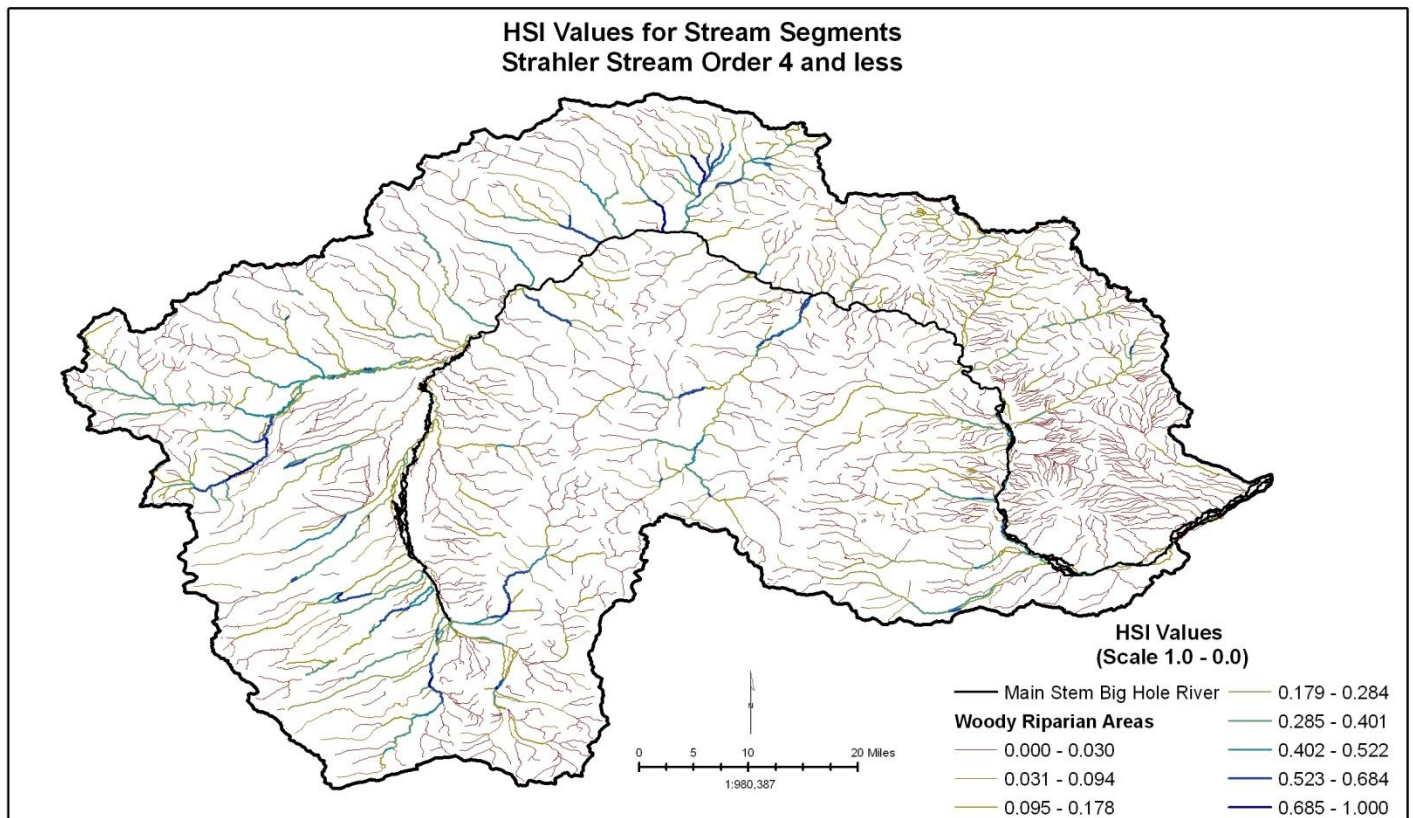 HSI Values for Stream Segments
Strahler Stream Order 4 and less
HSI Values
(Scale 1.0 - 0.0)
Main Stem Big Hole River
Woody Riparian Areas
0.000 - 0.030
0.031 - 0.094
0.095 - 0.178
0.179 - 0.284
0.285 - 0.401
0.402 - 0.522
0.523 - 0.684
0.685 - 1.000
N
0 5 10 20 Miles
1:980,387